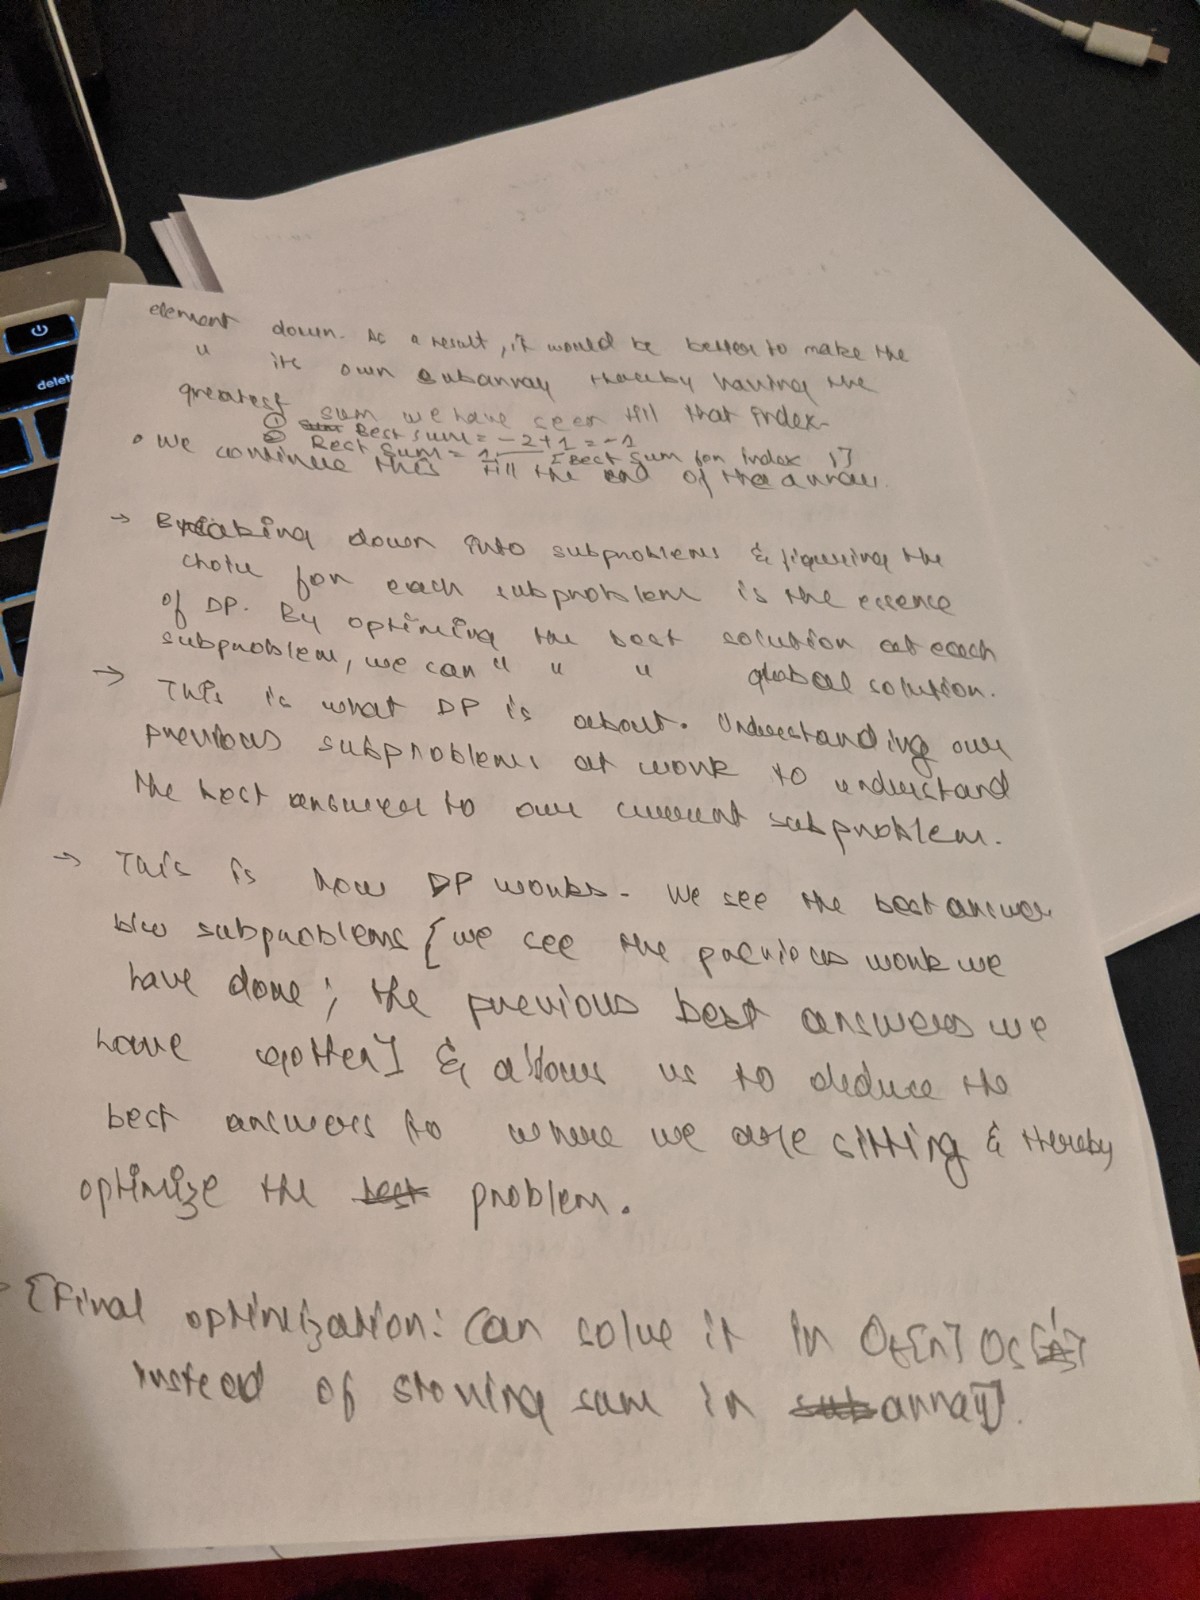 element down. As a result, it would be better to make the
" its own subarray thereby having the
greatest sum we have seen till that index.
① Best sum = -2+1 = -1
② Best sum = 1 [Best sum for index 1]
• We continue this till the end of the array.
→ Breaking down into subproblems & figuring the
choice for each subproblem is the essence
of DP. By optimizing the best solution at each
subproblem, we can " " " global solution.
→ This is what DP is about. Understanding our
previous subproblems at work to understand
the best answer to our current subproblem.
→ This is how DP works. We see the best answer
b/w subproblems [we see the previous work we
have done; the previous best answers we
have gotten] & allows us to deduce the
best answers to where we are sitting & thereby
optimize the best problem.
[Final optimization: Can solve it in Ot[n] Os[1]
instead of storing sum in sub array].
delete